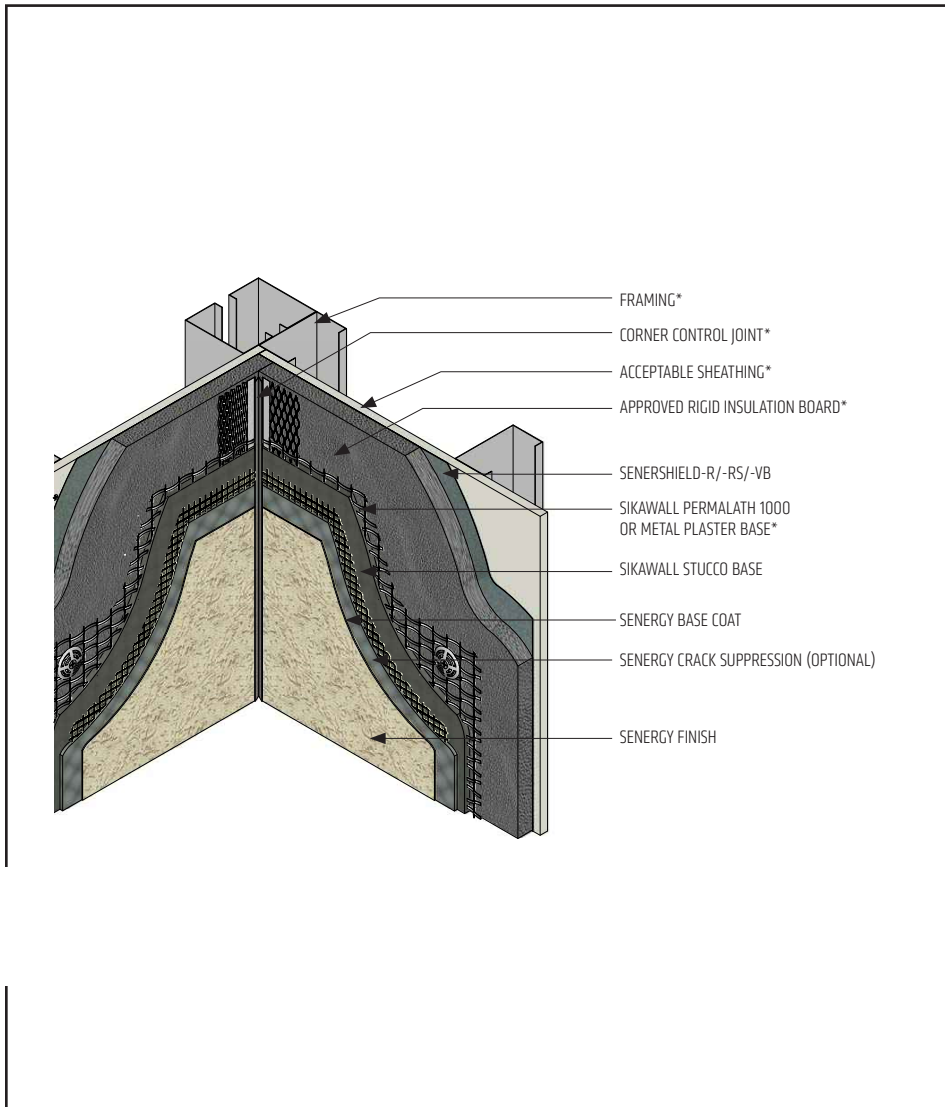 FRAMING*
CORNER CONTROL JOINT*
ACCEPTABLE SHEATHING*
APPROVED RIGID INSULATION BOARD*
SENERSHIELD-R/-RS/-VB
SIKAWALL PERMALATH 1000
OR METAL PLASTER BASE*
SIKAWALL STUCCO BASE
SENERGY BASE COAT
SENERGY CRACK SUPPRESSION (OPTIONAL)
SENERGY FINISH